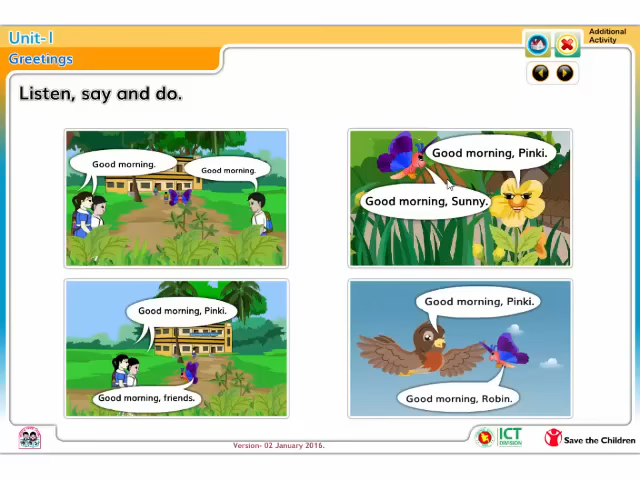 Unit-I
Additional
Activity
Greetings
Listen, say and do.
Good morning.
Good morning.
Good morning, Pinki.
Good morning, Sunny.
Good morning, Pinki.
Good morning, friends.
Good morning, Pinki.
Good morning, Robin.
Version- 02 January 2016.
ICT
DIVISION
Save the Children